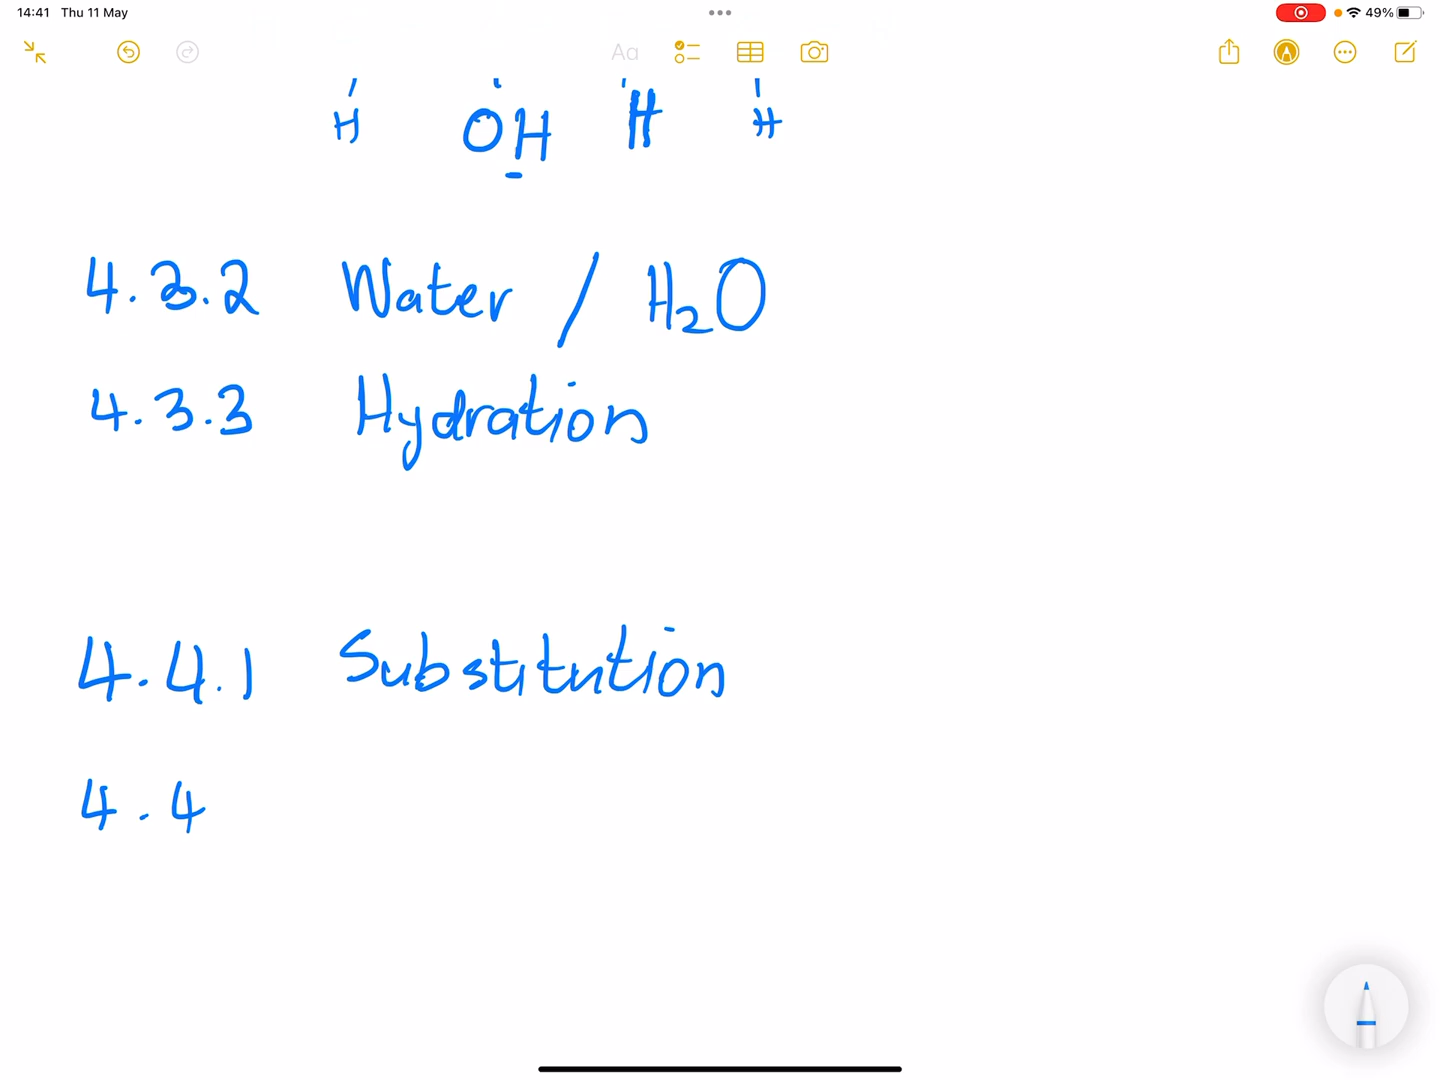 14:41 Thu 11 May 49%
Aa
H OH H H
4.3.2 Water / H₂O
4.3.3 Hydration
4.4.1 Substitution
4.4